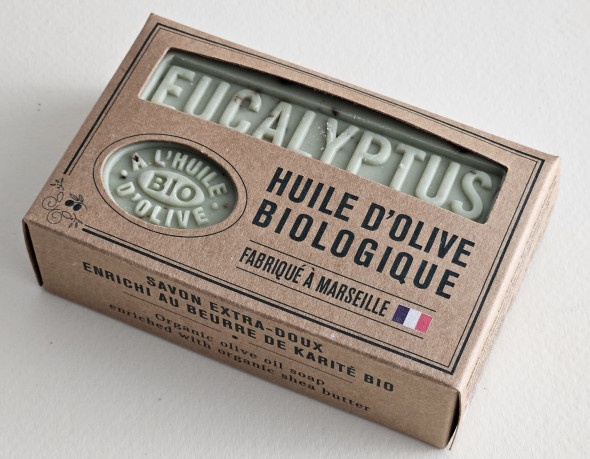 EUCALYPTUS
À L'HUILE
BIO
D'OLIVE
HUILE D'OLIVE
BIOLOGIQUE
FABRIQUÉ À MARSEILLE
SAVON EXTRA-DOUX
ENRICHI AU BEURRE DE KARITÉ BIO
Organic olive oil soap
enriched with organic shea butter